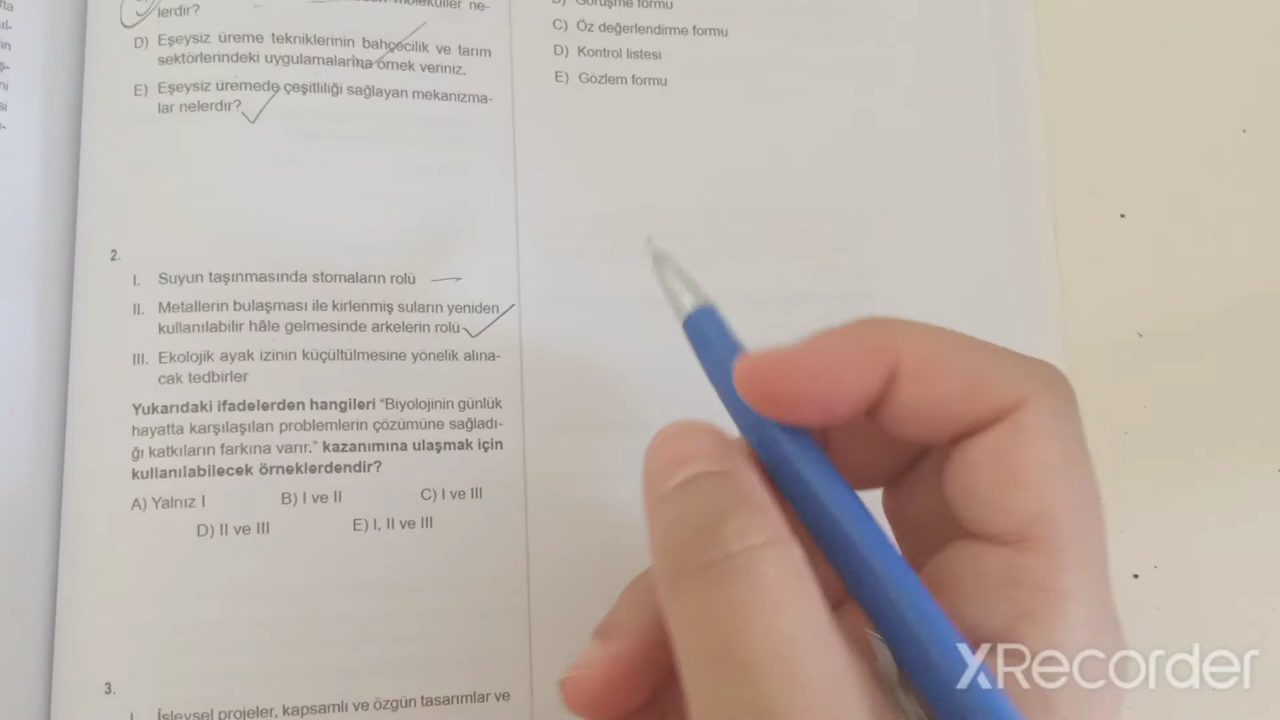 moleküller ne-
lerdir?
D) Eşeysiz üreme tekniklerinin bahçecilik ve tarım
sektörlerindeki uygulamalarına örnek veriniz.
E) Eşeysiz üremede çeşitliliği sağlayan mekanizma-
lar nelerdir?
2.
I. Suyun taşınmasında stomaların rolü
II. Metallerin bulaşması ile kirlenmiş suların yeniden
kullanılabilir hâle gelmesinde arkelerin rolü
III. Ekolojik ayak izinin küçültülmesine yönelik alına-
cak tedbirler
Yukarıdaki ifadelerden hangileri “Biyolojinin günlük
hayatta karşılaşılan problemlerin çözümüne sağladı-
ğı katkıların farkına varır.” kazanımına ulaşmak için
kullanılabilecek örneklerdendir?
A) Yalnız I B) I ve II C) I ve III
D) II ve III E) I, II ve III
3.
I. İşlevsel projeler, kapsamlı ve özgün tasarımlar ve
B) Görüşme formu
C) Öz değerlendirme formu
D) Kontrol listesi
E) Gözlem formu
XRecorder